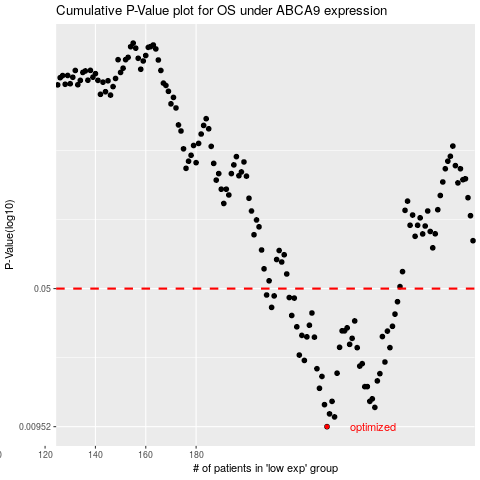 Cumulative P-Value plot for OS under ABCA9 expression
P-Value(log10)
0.05
0.00952
optimized
0 120 140 160 180
# of patients in 'low exp' group